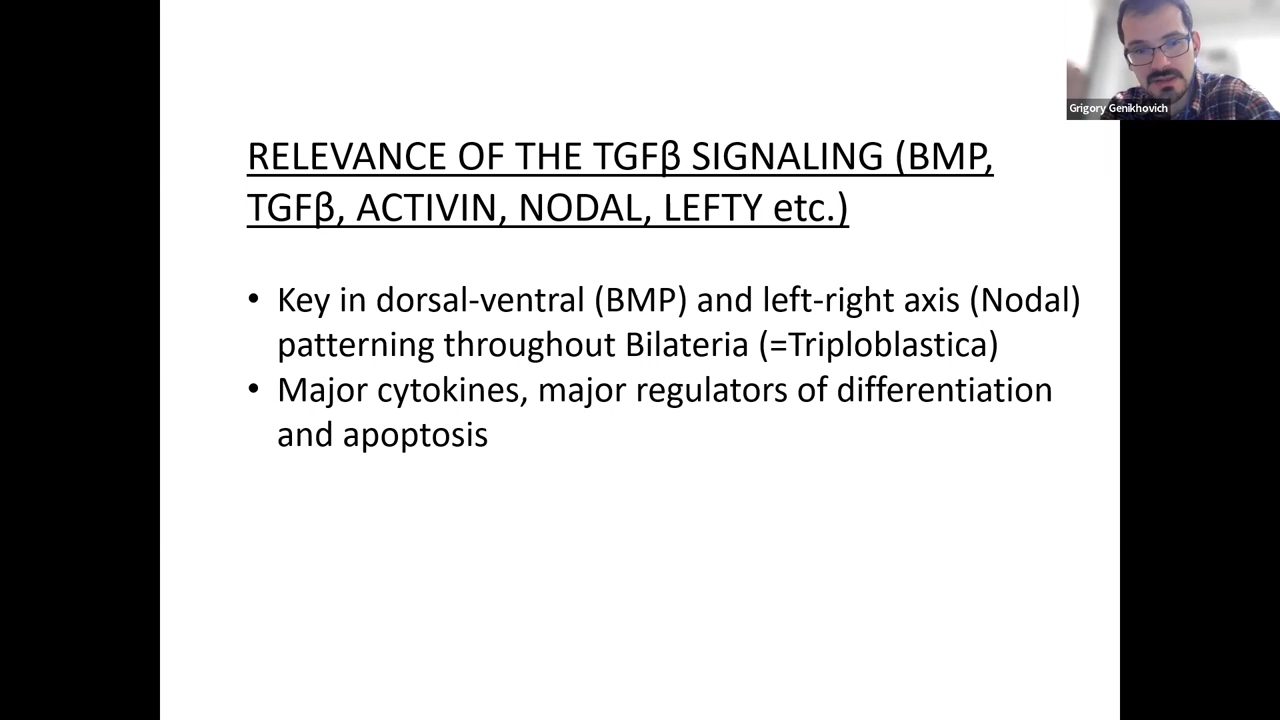 Grigory Genikhovich
RELEVANCE OF THE TGFβ SIGNALING (BMP,
TGFβ, ACTIVIN, NODAL, LEFTY etc.)
• Key in dorsal-ventral (BMP) and left-right axis (Nodal)
patterning throughout Bilateria (=Triploblastica)
• Major cytokines, major regulators of differentiation
and apoptosis